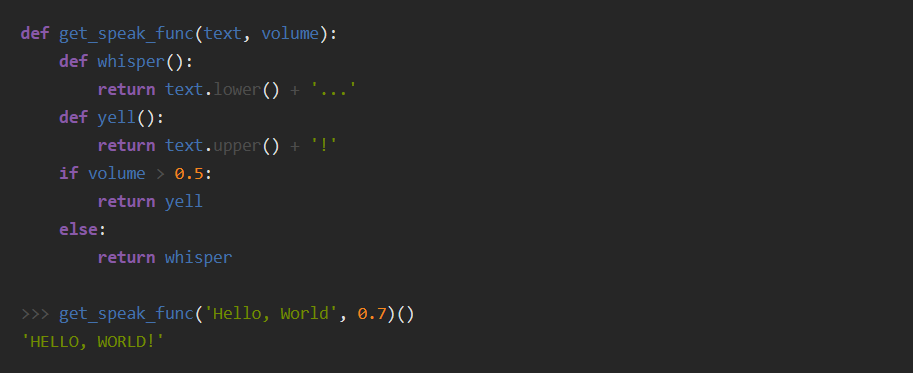 def get_speak_func(text, volume):
    def whisper():
        return text.lower() + '...'
    def yell():
        return text.upper() + '!'
    if volume > 0.5:
        return yell
    else:
        return whisper

>>> get_speak_func('Hello, World', 0.7)()
'HELLO, WORLD!'